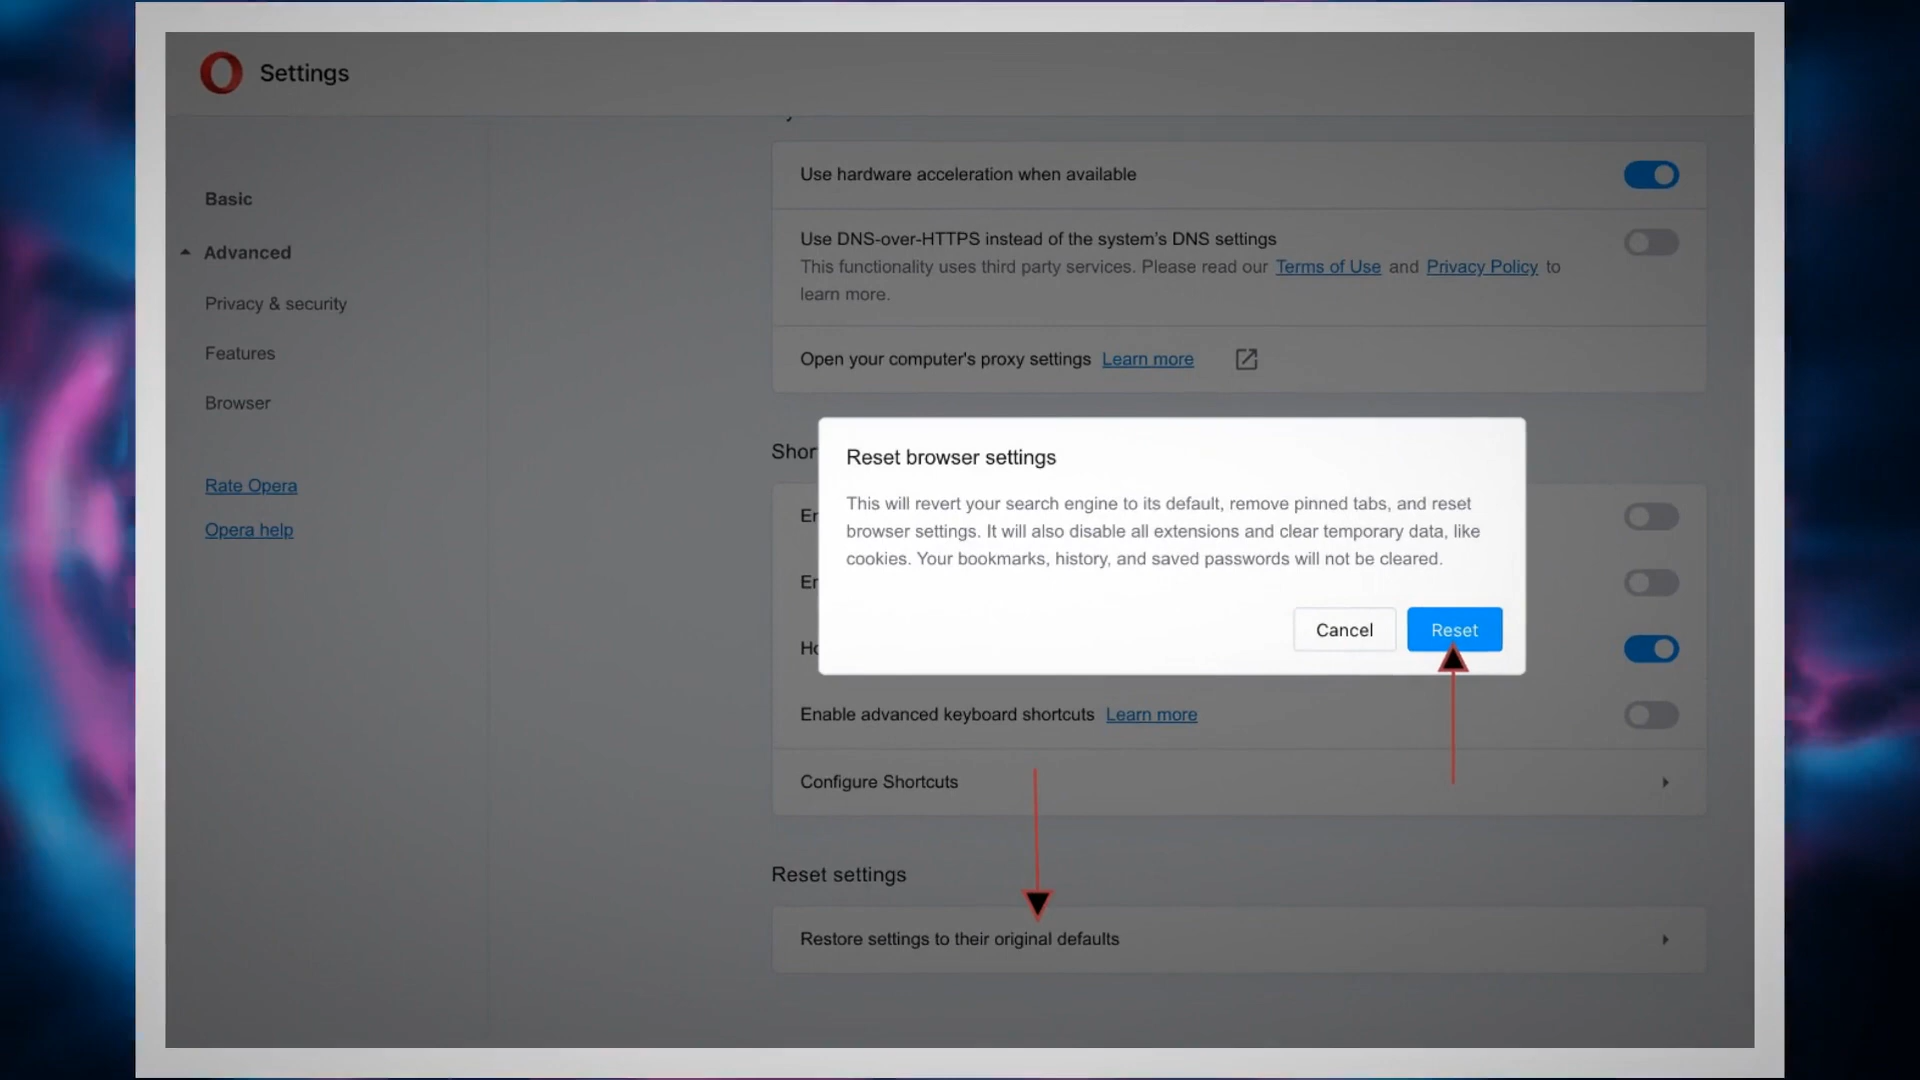 Settings
Basic
Advanced
Privacy & security
Features
Browser
Rate Opera
Opera help
Use hardware acceleration when available
Use DNS-over-HTTPS instead of the system's DNS settings
This functionality uses third party services. Please read our Terms of Use and Privacy Policy to
learn more.
Open your computer's proxy settings Learn more
Reset browser settings
This will revert your search engine to its default, remove pinned tabs, and reset
browser settings. It will also disable all extensions and clear temporary data, like
cookies. Your bookmarks, history, and saved passwords will not be cleared.
Cancel
Reset
Enable advanced keyboard shortcuts Learn more
Configure Shortcuts
Reset settings
Restore settings to their original defaults